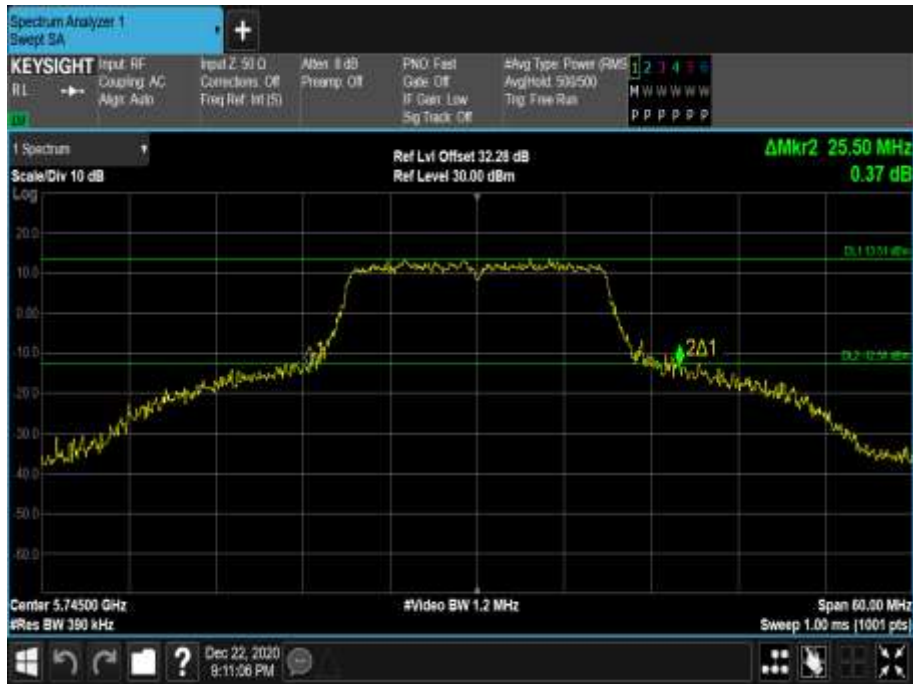 Spectrum Analyzer 1
Swept SA
+
KEYSIGHT Input: RF
RL
Coupling: AC
Align: Auto
Input Z: 50 Ω
Corrections: Off
Freq Ref: Int (S)
Atten: 8 dB
Preamp: Off
PNO: Fast
Gate: Off
IF Gain: Low
Sig Track: Off
#Avg Type: Power (RMS
Avg|Hold: 500/500
Trig: Free Run
1 2 3 4 5 6
M W W W W W
P P P P P P
1 Spectrum
Scale/Div 10 dB
Ref Lvl Offset 32.28 dB
Ref Level 30.00 dBm
ΔMkr2 25.50 MHz
0.37 dB
Log
20.0
10.0
0.00
-10.0
-20.0
-30.0
-40.0
-50.0
-60.0
2Δ1
Center 5.74500 GHz
#Res BW 390 kHz
#Video BW 1.2 MHz
Span 60.00 MHz
Sweep 1.00 ms (1001 pts)
?
Dec 22, 2020
9:11:06 PM